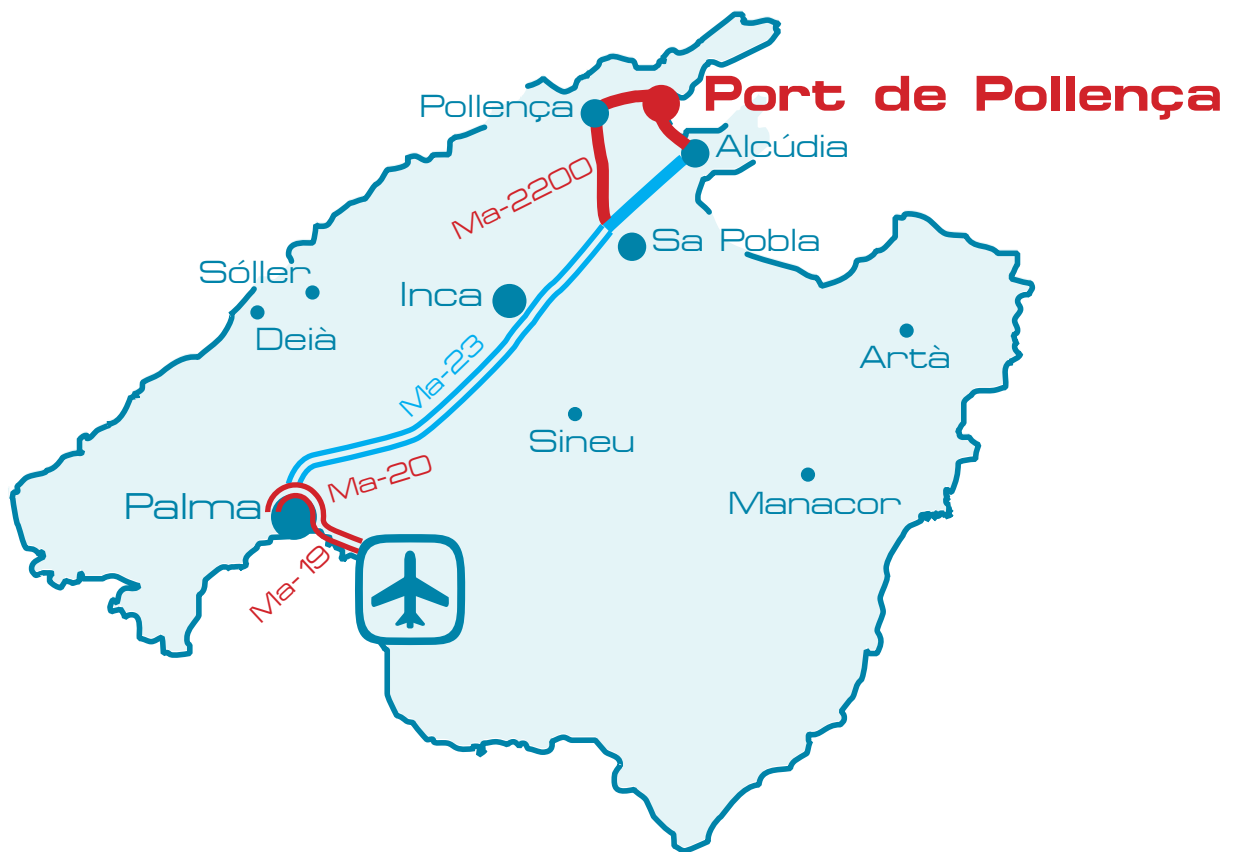 Port de Pollença
Pollença
Alcúdia
Ma-2200
Sa Pobla
Sóller
Inca
Deià
Artà
Ma-23
Sineu
Ma-20
Manacor
Palma
Ma-19